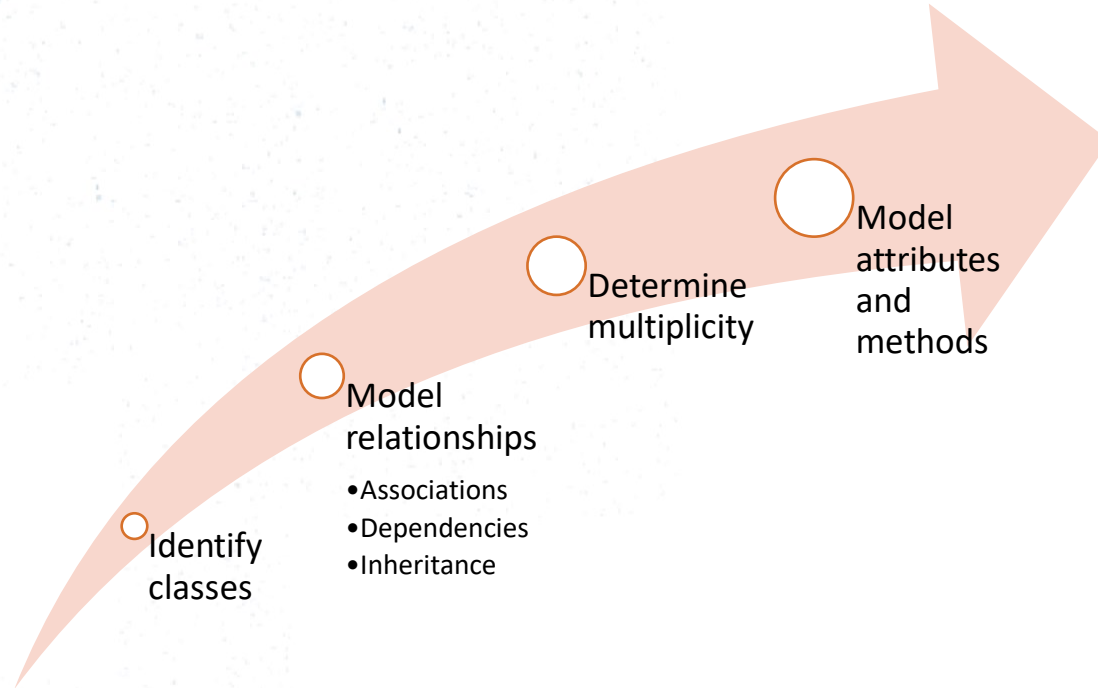 Identify
classes
Model
relationships
•Associations
•Dependencies
•Inheritance
Determine
multiplicity
Model
attributes
and
methods